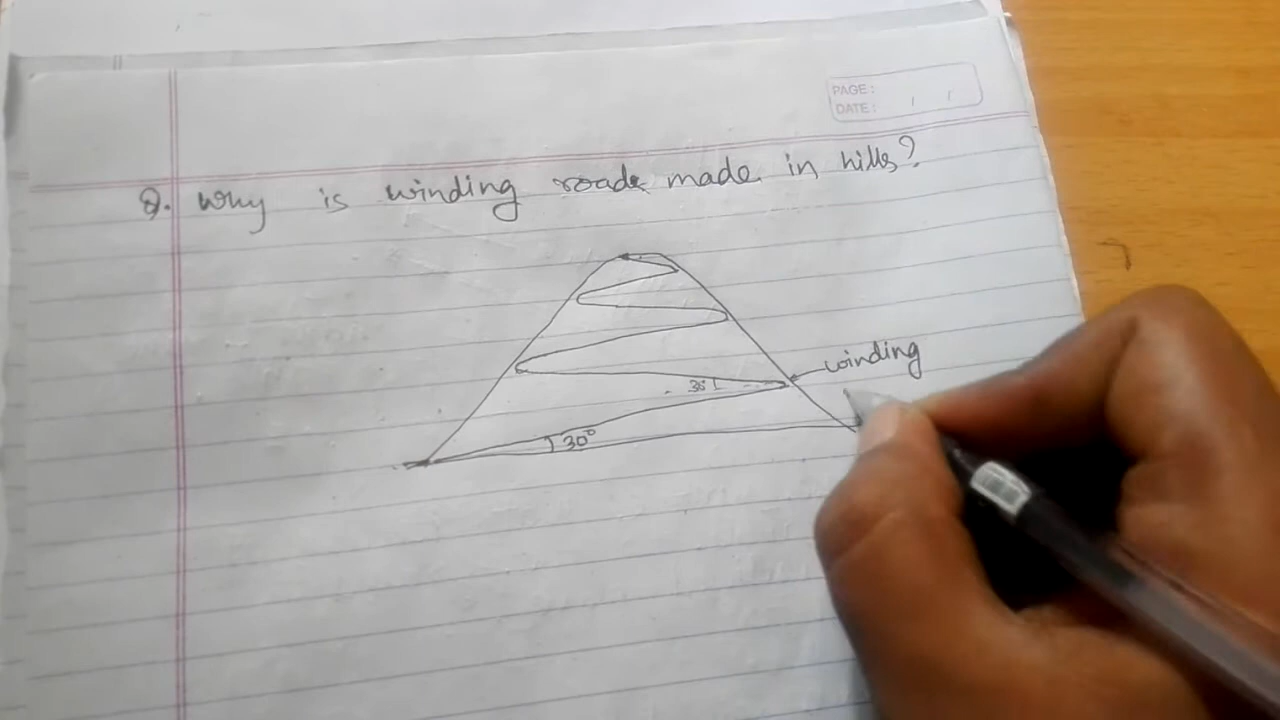 PAGE:
DATE: / /
Q. Why is winding roads made in hills?
winding
30°
30°